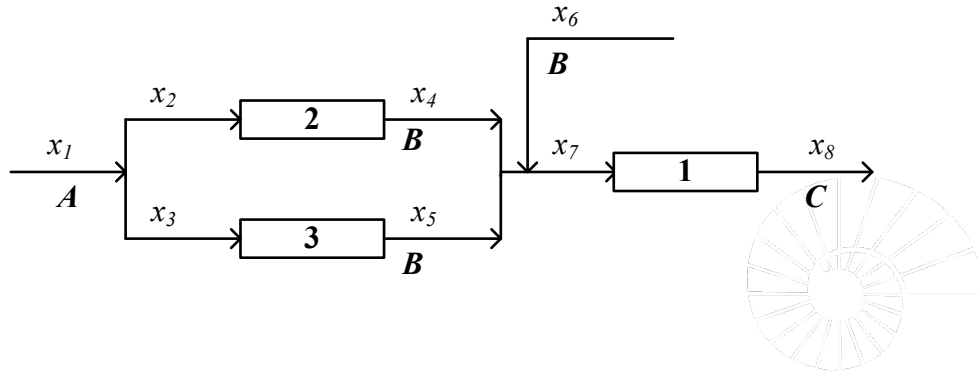 x₆
B
x₂ 2 x₄
B
x₁ x₇ 1 x₈
A C
x₃ 3 x₅
B